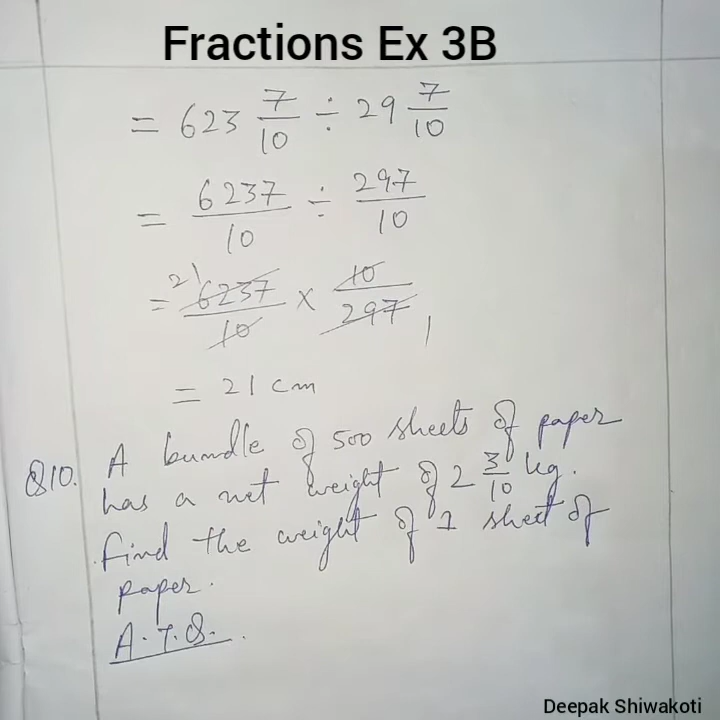 Fractions Ex 3B
= 623 7/10 ÷ 29 7/10
= 6237/10 ÷ 297/10
= 21 6237/10 × 10/297 1
= 21 cm
Q10. A bundle of 500 sheets of paper
has a net weight of 2 3/10 kg.
Find the weight of 1 sheet of
paper.
A.T.Q.
Deepak Shiwakoti